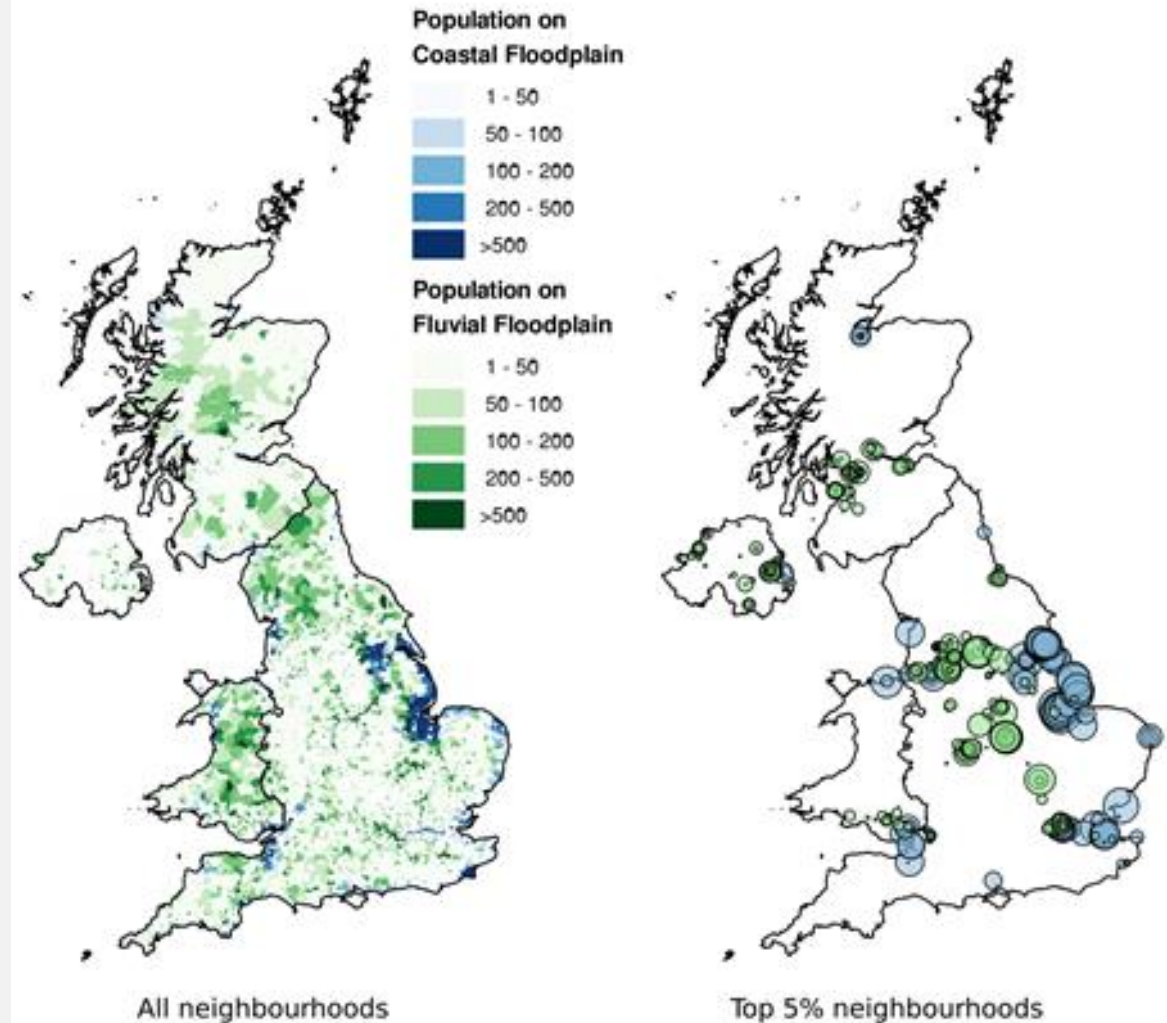 Population on
Coastal Floodplain
1 - 50
50 - 100
100 - 200
200 - 500
>500
Population on
Fluvial Floodplain
1 - 50
50 - 100
100 - 200
200 - 500
>500
All neighbourhoods
Top 5% neighbourhoods